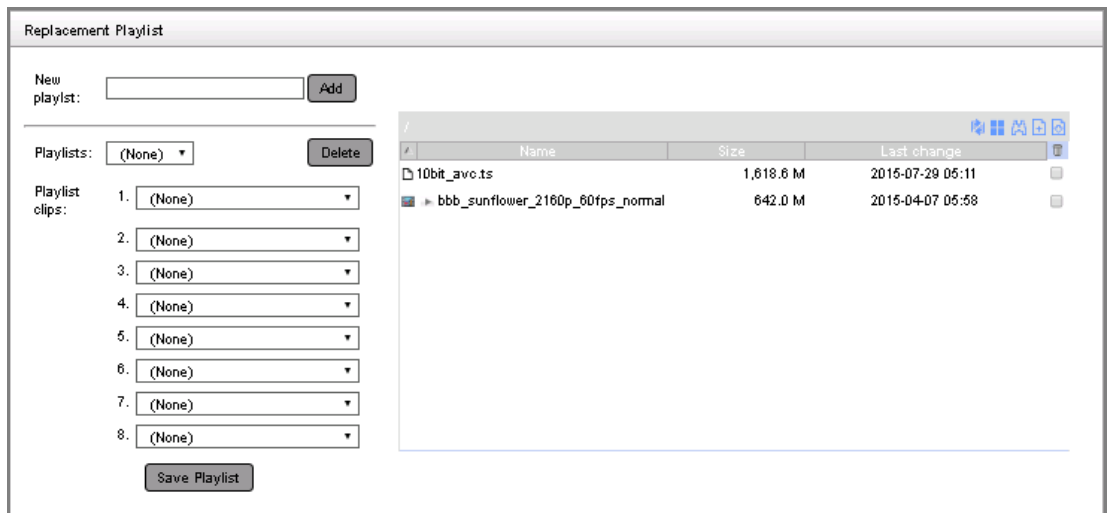 Replacement Playlist
New playlst:
Add
Playlists:
(None)
Delete
Playlist clips:
1. (None)
2. (None)
3. (None)
4. (None)
5. (None)
6. (None)
7. (None)
8. (None)
Save Playlist
/
Name Size Last change
10bit_avc.ts 1,618.6 M 2015-07-29 05:11
bbb_sunflower_2160p_60fps_normal 642.0 M 2015-04-07 05:58